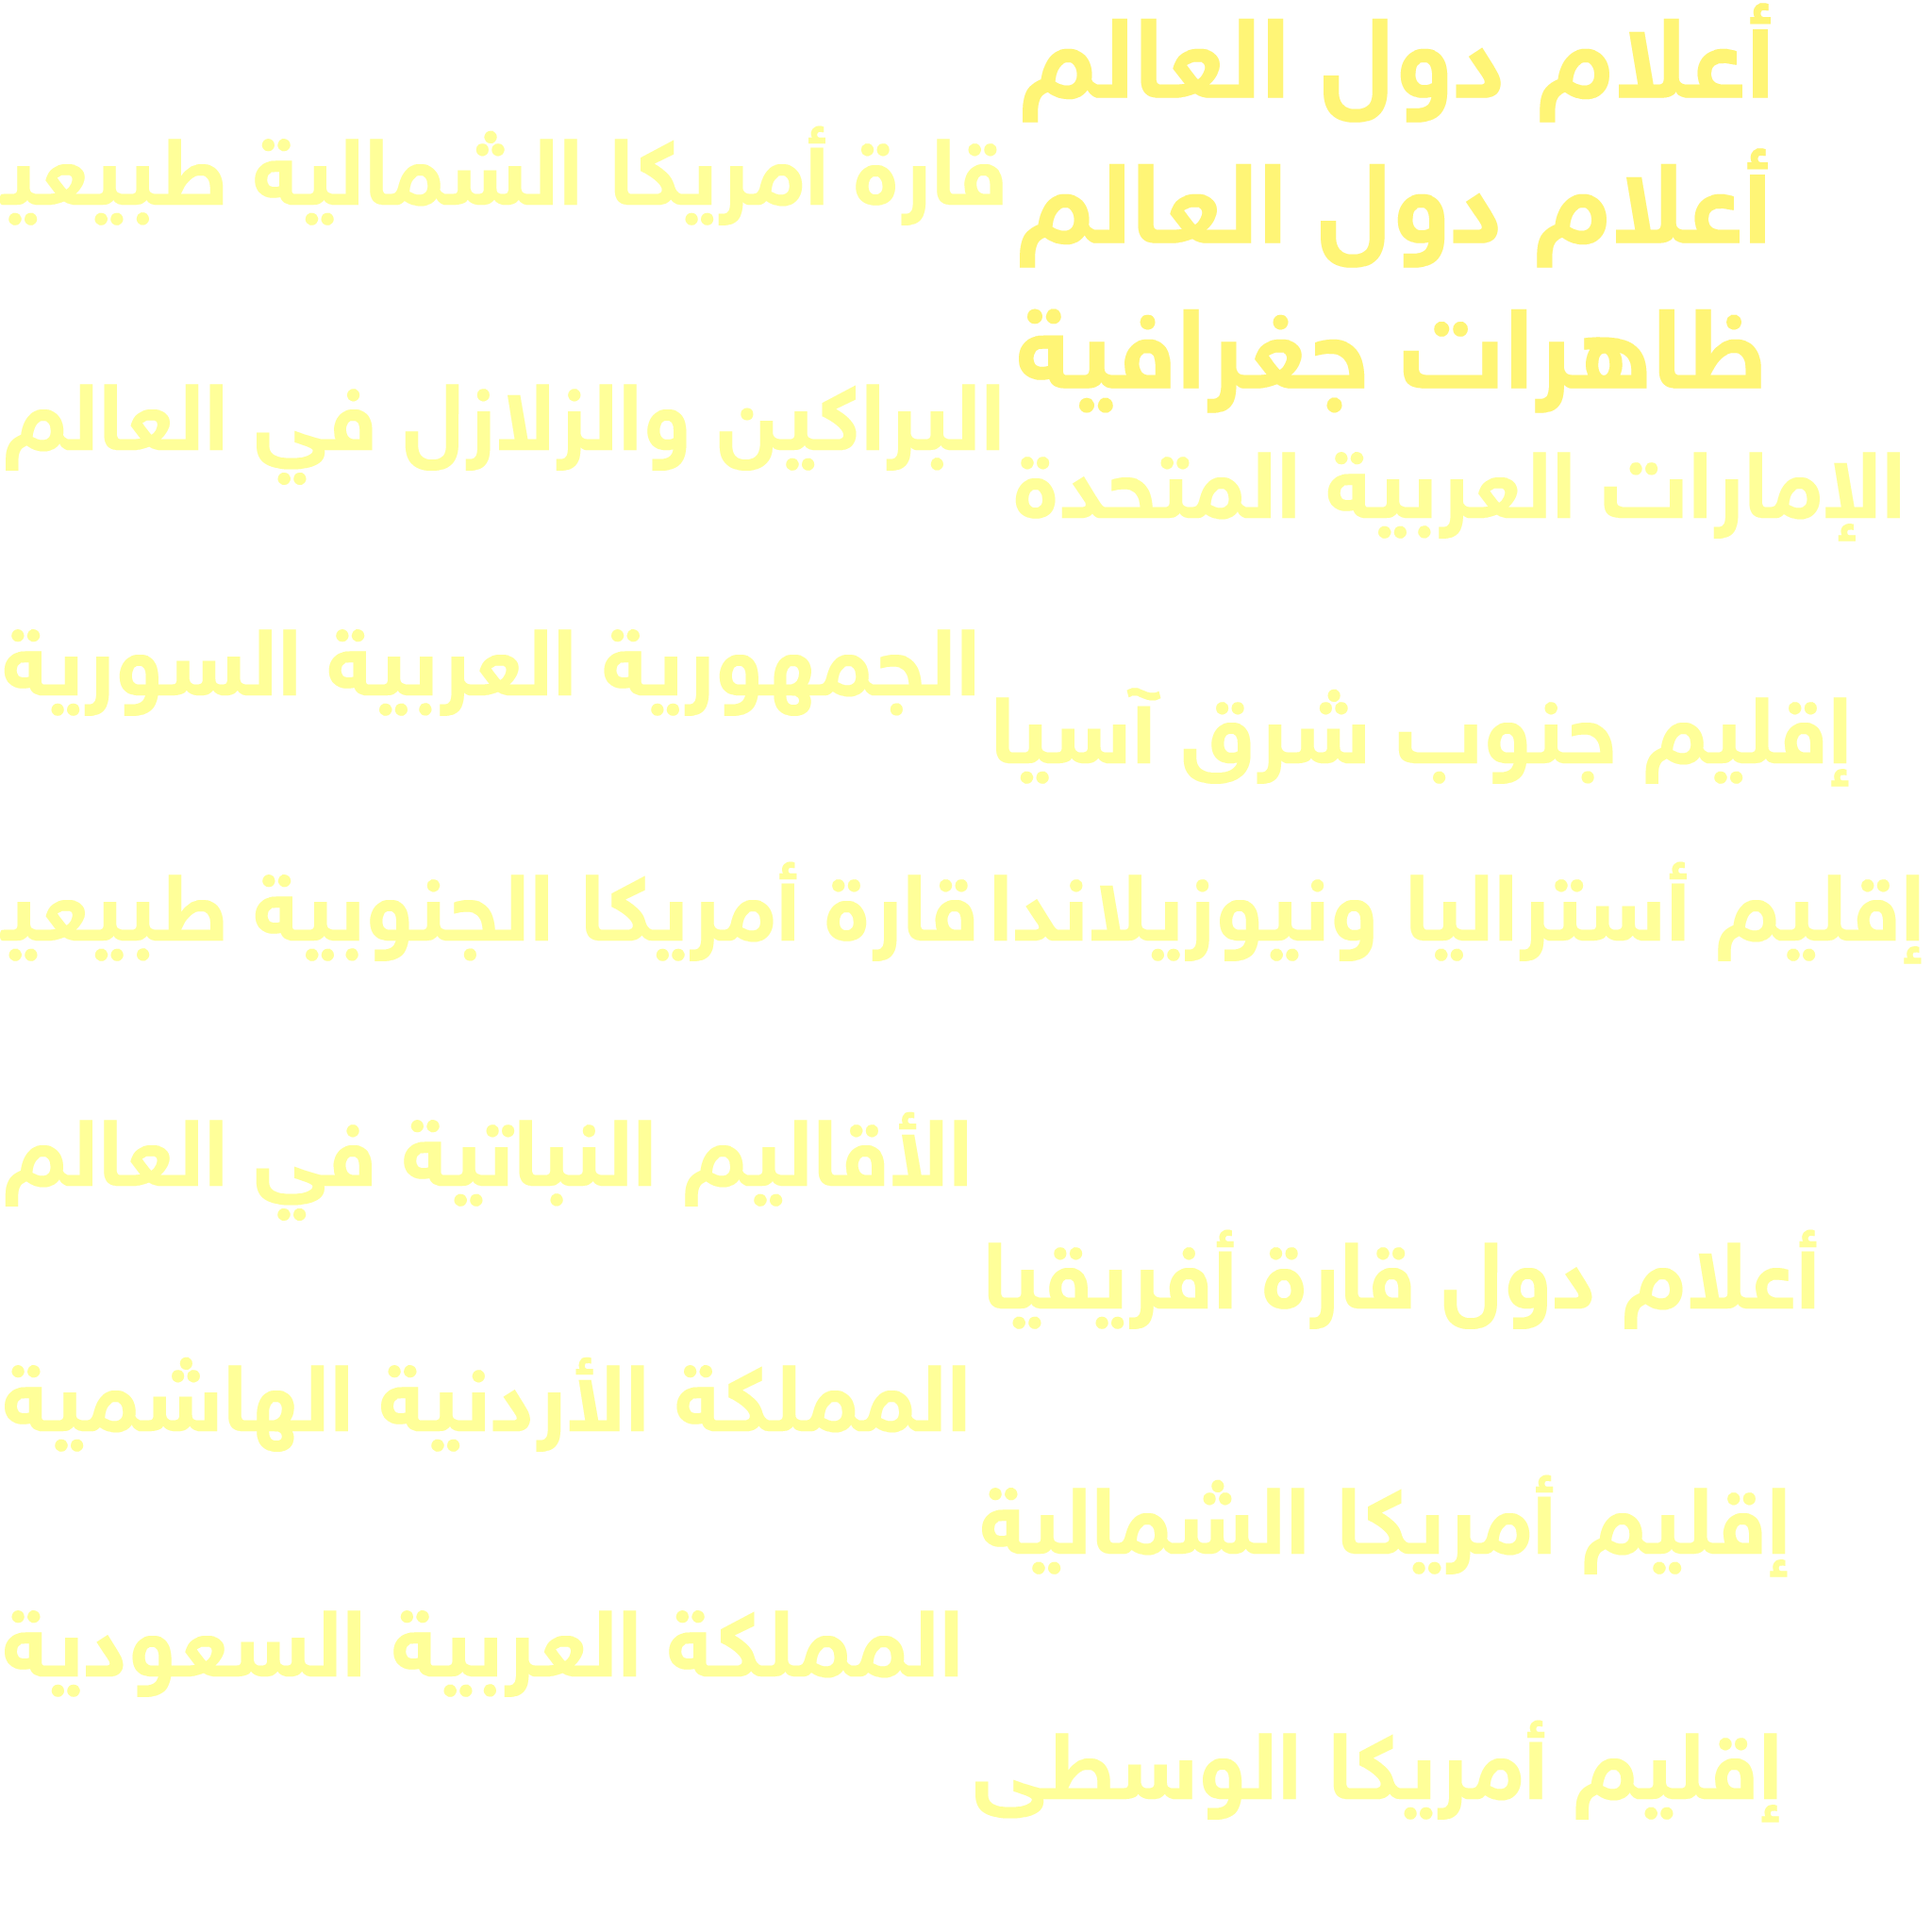 أعلام دول العالم
قارة أمريكا الشمالية طبيعيـ
أعلام دول العالم
ظاهرات جغرافية
البراكين والزلازل في العالم
الإمارات العربية المتحدة
الجمهورية العربية السورية
إقليم جنوب شرق آسيا
إقليم أستراليا ونيوزيلاندا
قارة أمريكا الجنوبية طبيعيـ
الأقاليم النباتية في العالم
أعلام دول قارة أفريقيا
المملكة الأردنية الهاشمية
إقليم أمريكا الشمالية
المملكة العربية السعودية
إقليم أمريكا الوسطى